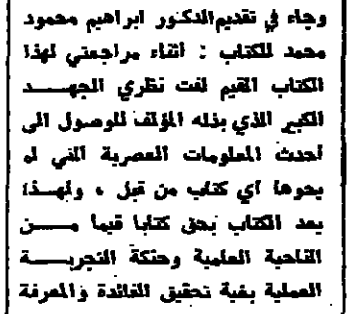 وجاء في تقديم الدكتور ابراهيم محمود
محمد للكتاب : أثناء مراجعتي لهذا
الكتاب القيم لفت نظري الجهد
الكبير الذي بذله المؤلف للوصول الى
أحدث المعلومات العصرية التي لم
يحوها أي كتاب من قبل ، ولهذا
يعد الكتاب بحق كتابا قيما من
الناحية العلمية وحنكة التجربة
العملية بغية تحقيق الفائدة والمعرفة